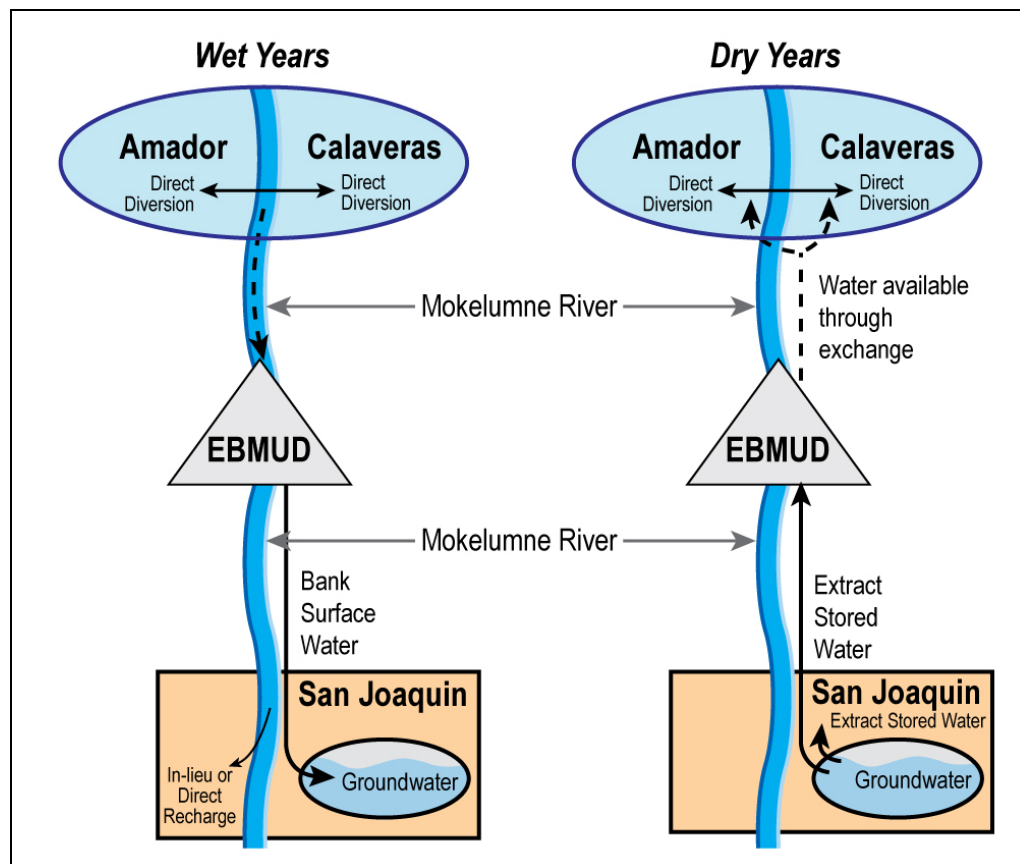 Wet Years
Amador
Calaveras
Direct
Diversion
Direct
Diversion
EBMUD
Bank
Surface
Water
San Joaquin
In-lieu or
Direct
Recharge
Groundwater
Mokelumne River
Mokelumne River
Dry Years
Amador
Calaveras
Direct
Diversion
Direct
Diversion
Water available
through
exchange
EBMUD
Extract
Stored
Water
San Joaquin
Extract Stored Water
Groundwater